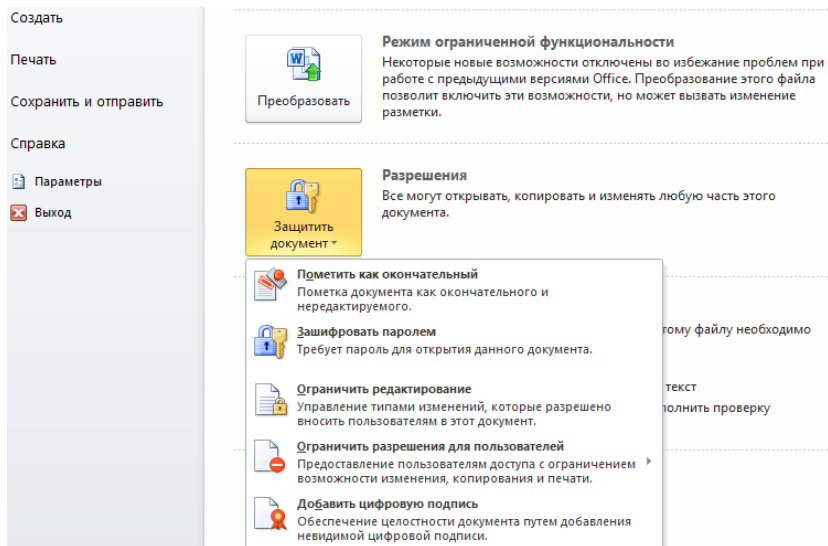 Создать
Печать
Сохранить и отправить
Справка
Параметры
Выход
Преобразовать
Режим ограниченной функциональности
Некоторые новые возможности отключены во избежание проблем при
работе с предыдущими версиями Office. Преобразование этого файла
позволит включить эти возможности, но может вызвать изменение
разметки.
Защитить
документ
Разрешения
Все могут открывать, копировать и изменять любую часть этого
документа.
Пометить как окончательный
Пометка документа как окончательного и
нередактируемого.
Зашифровать паролем
Требует пароль для открытия данного документа.
Ограничить редактирование
Управление типами изменений, которые разрешено
вносить пользователям в этот документ.
Ограничить разрешения для пользователей
Предоставление пользователям доступа с ограничением
возможности изменения, копирования и печати.
Добавить цифровую подпись
Обеспечение целостности документа путем добавления
невидимой цифровой подписи.
тому файлу необходимо
текст
полнить проверку